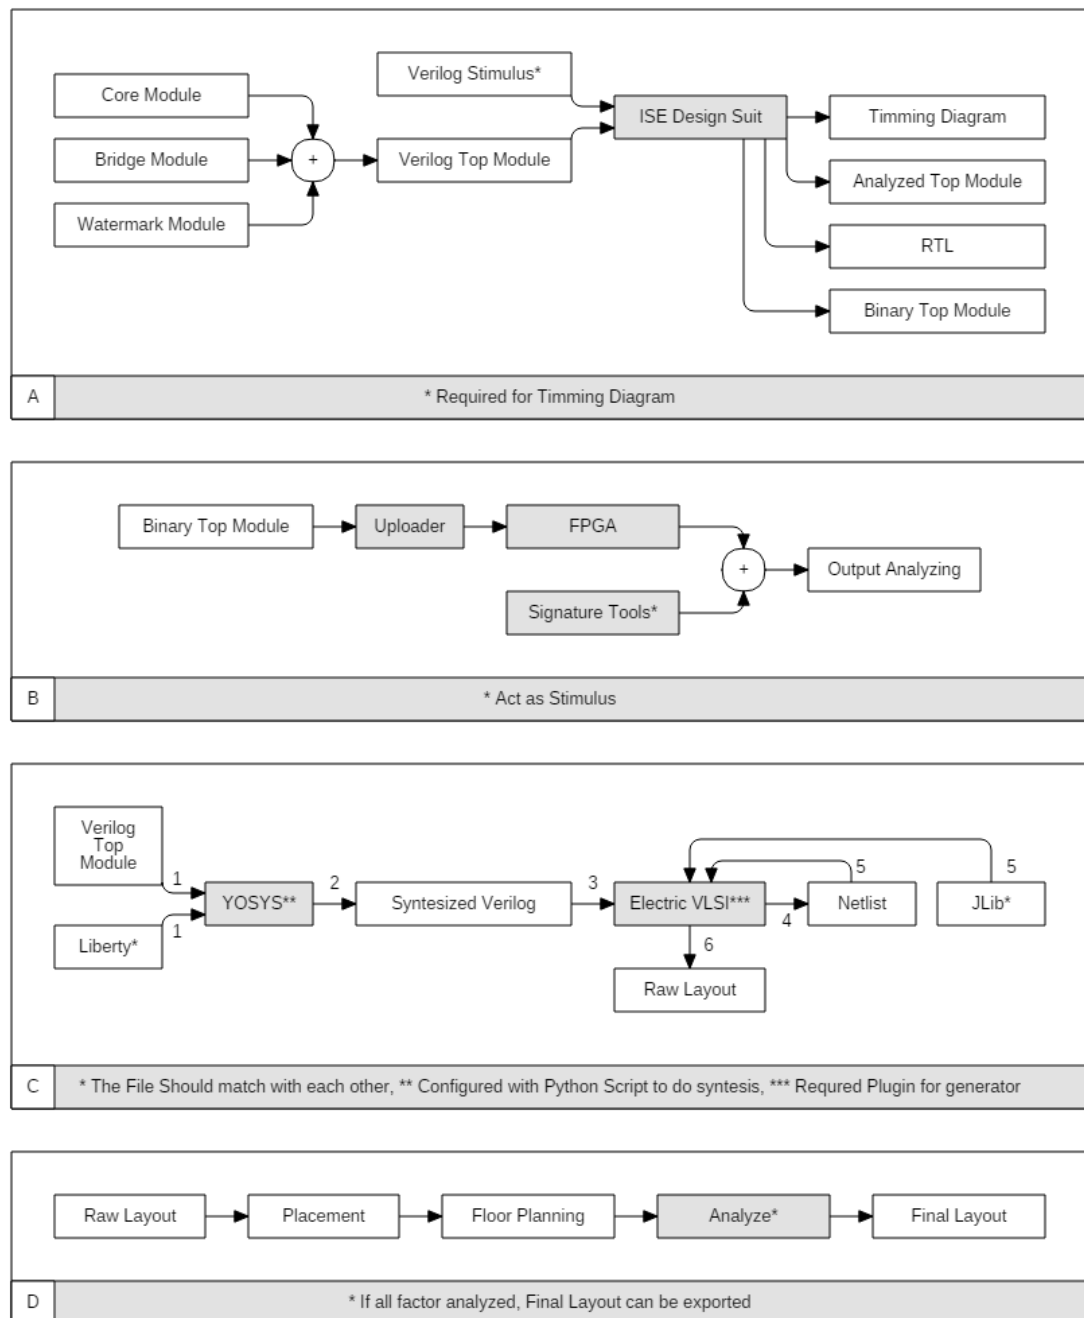 Core Module
Bridge Module
Watermark Module
+
Verilog Stimulus*
Verilog Top Module
ISE Design Suit
Timming Diagram
Analyzed Top Module
RTL
Binary Top Module
A
* Required for Timming Diagram
Binary Top Module
Uploader
FPGA
Signature Tools*
+
Output Analyzing
B
* Act as Stimulus
Verilog
Top
Module
1
Liberty*
1
YOSYS**
2
Syntesized Verilog
3
Electric VLSI***
4
Netlist
5
JLib*
5
6
Raw Layout
C
* The File Should match with each other, ** Configured with Python Script to do syntesis, *** Requred Plugin for generator
Raw Layout
Placement
Floor Planning
Analyze*
Final Layout
D
* If all factor analyzed, Final Layout can be exported